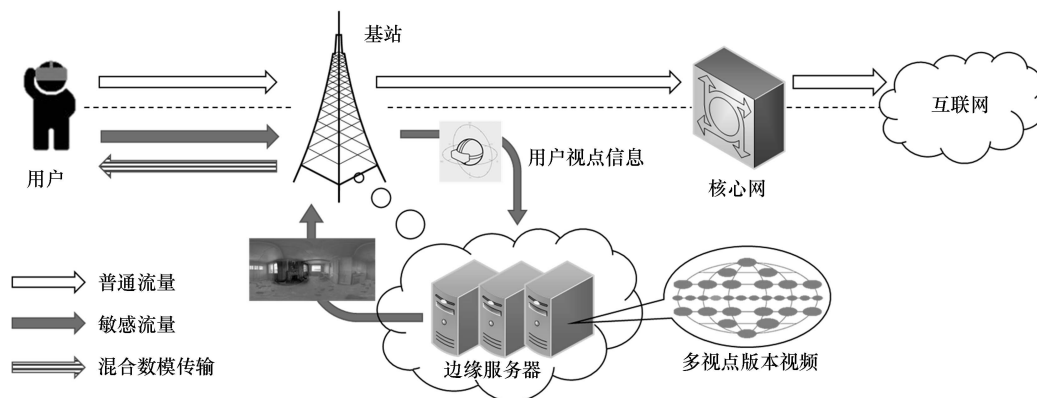 基站
互联网
用户视点信息
用户
核心网
普通流量
敏感流量
混合数模传输
边缘服务器
多视点版本视频